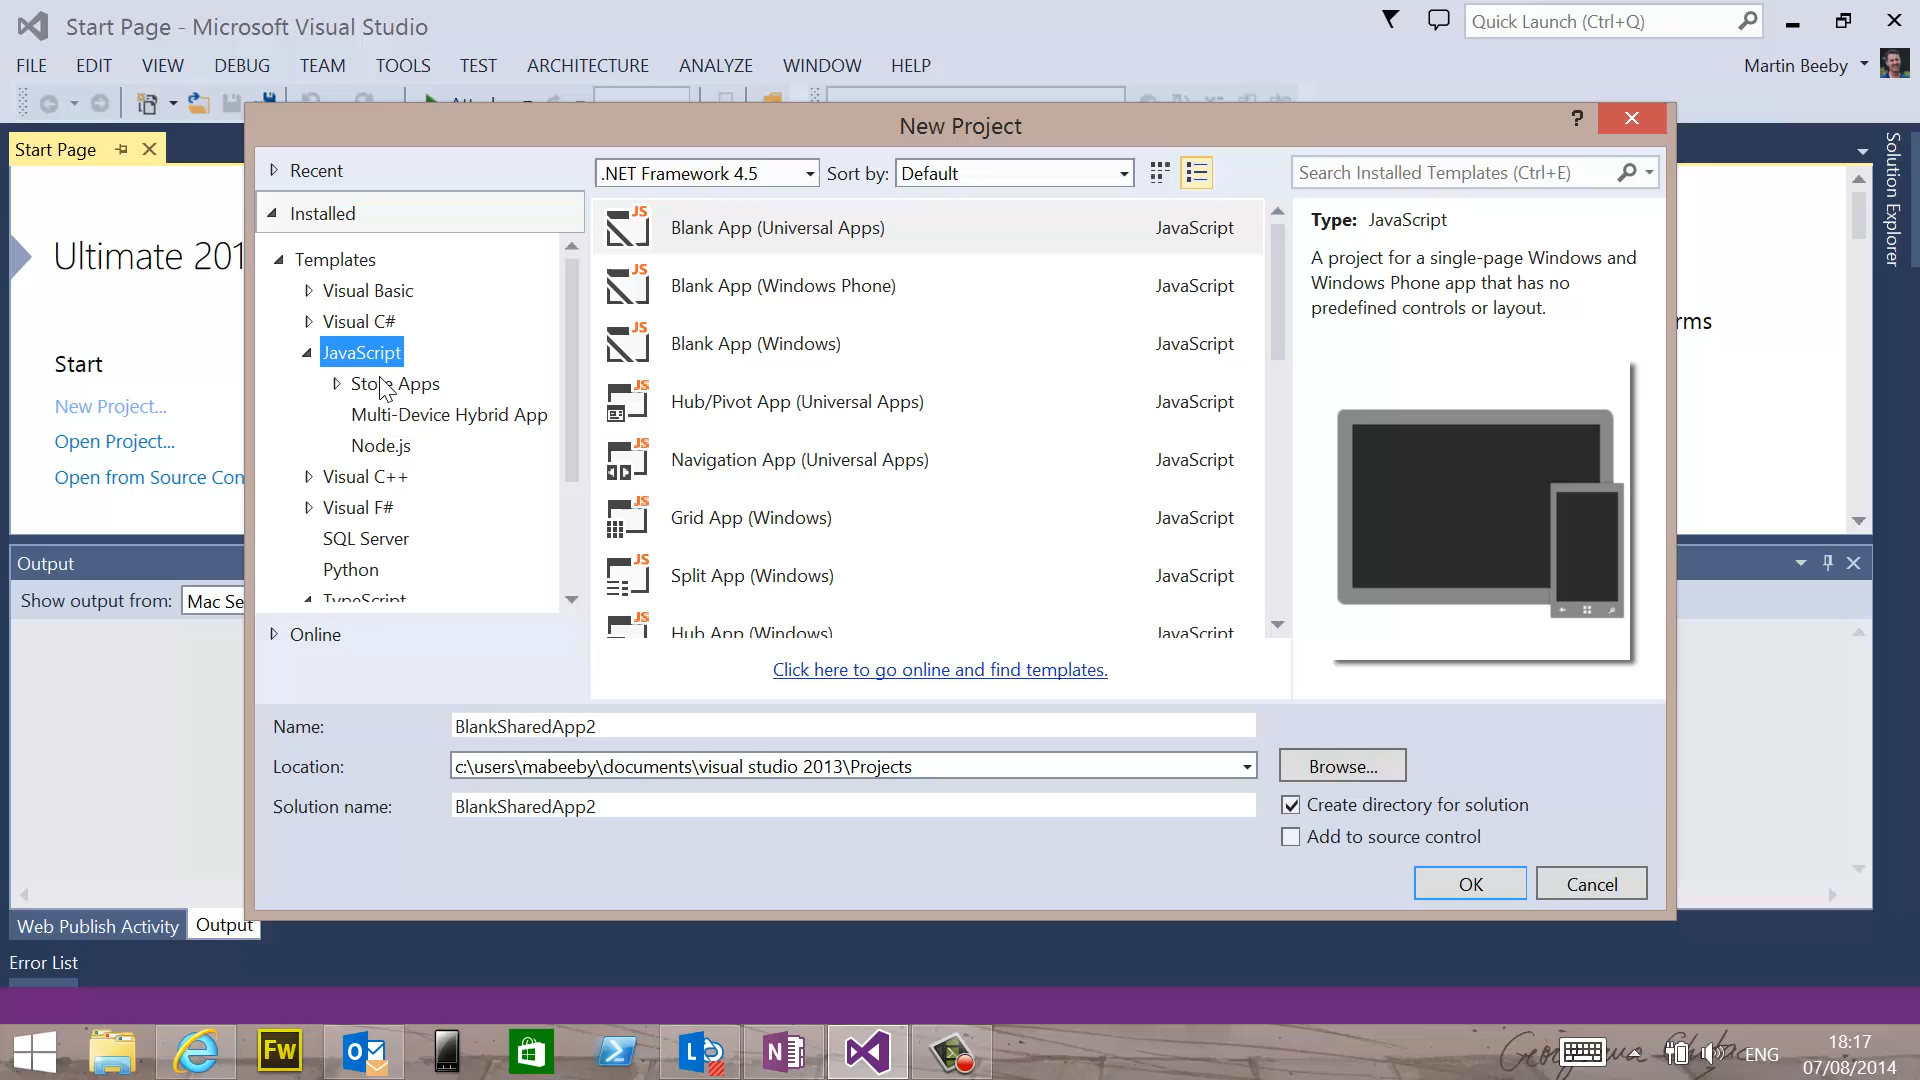 Start Page - Microsoft Visual Studio
Quick Launch (Ctrl+Q)
FILE EDIT VIEW DEBUG TEAM TOOLS TEST ARCHITECTURE ANALYZE WINDOW HELP
Martin Beeby
Start Page
New Project
?
Solution Explorer
Recent
.NET Framework 4.5
Sort by: Default
Search Installed Templates (Ctrl+E)
Installed
Templates
Visual Basic
Visual C#
JavaScript
Store Apps
Multi-Device Hybrid App
Node.js
Visual C++
Visual F#
SQL Server
Python
TypeScript
Online
Blank App (Universal Apps) JavaScript
Blank App (Windows Phone) JavaScript
Blank App (Windows) JavaScript
Hub/Pivot App (Universal Apps) JavaScript
Navigation App (Universal Apps) JavaScript
Grid App (Windows) JavaScript
Split App (Windows) JavaScript
Hub App (Windows) JavaScript
Click here to go online and find templates.
Type: JavaScript
A project for a single-page Windows and
Windows Phone app that has no
predefined controls or layout.
Ultimate 201
Start
New Project...
Open Project...
Open from Source Con
rms
Output
Show output from: Mac Se
Name: BlankSharedApp2
Location: c:\users\mabeeby\documents\visual studio 2013\Projects
Browse...
Solution name: BlankSharedApp2
Create directory for solution
Add to source control
OK
Cancel
Web Publish Activity
Output
Error List
Fw
ENG
18:17
07/08/2014